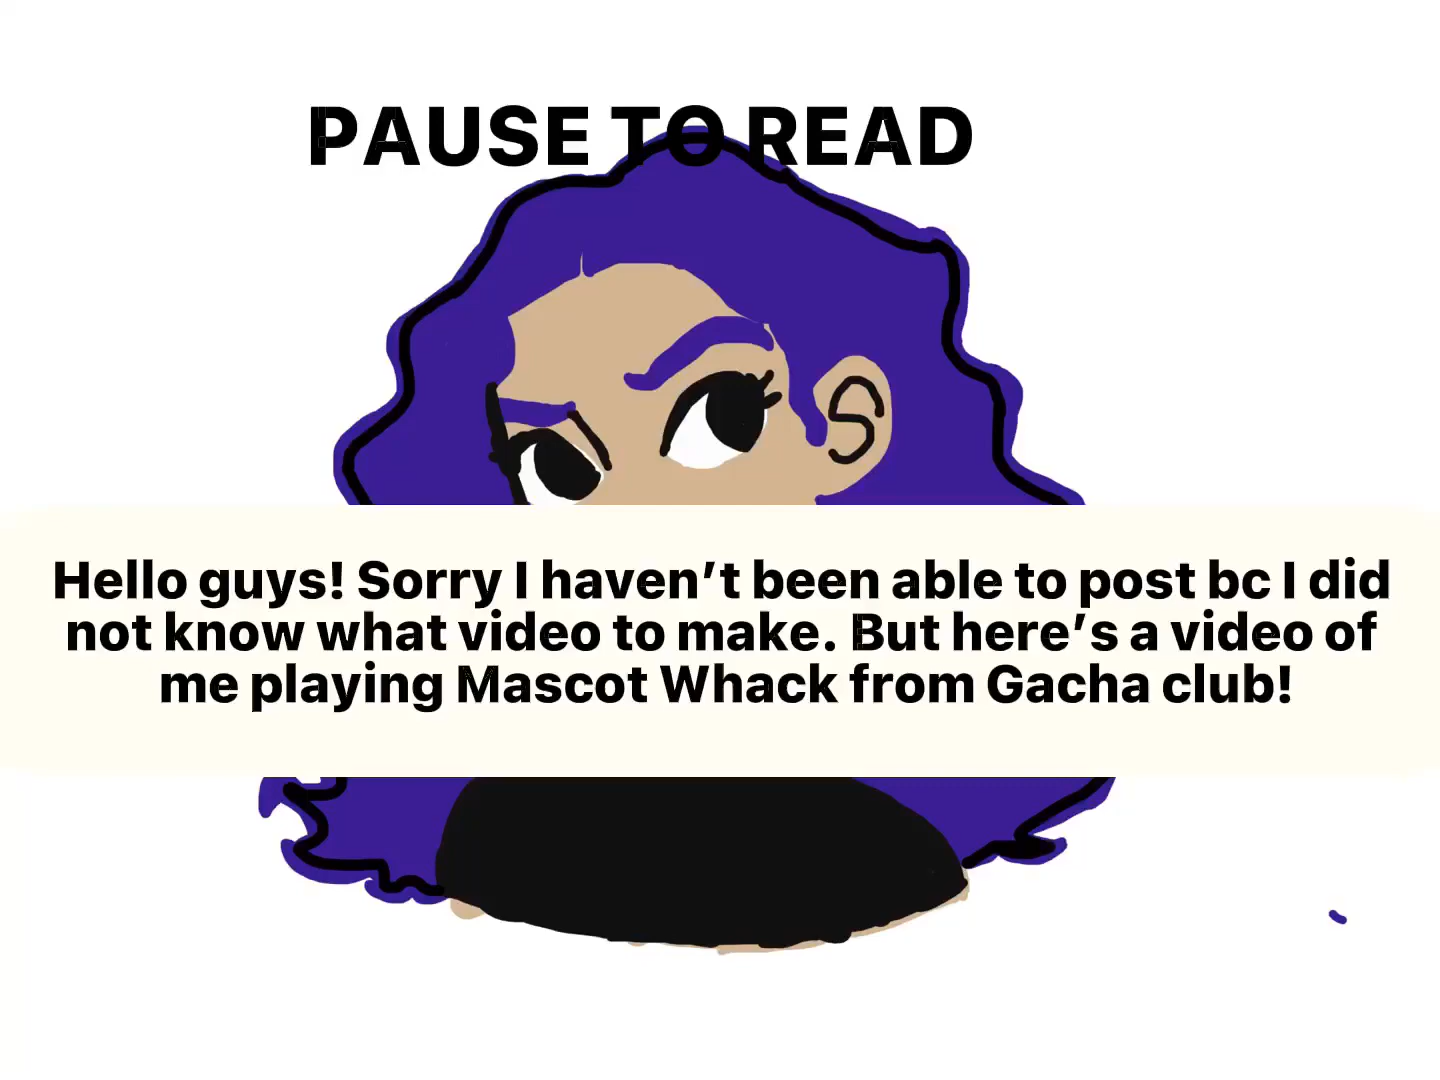 PAUSE TO READ
Hello guys! Sorry I haven’t been able to post bc I did
not know what video to make. But here’s a video of
me playing Mascot Whack from Gacha club!